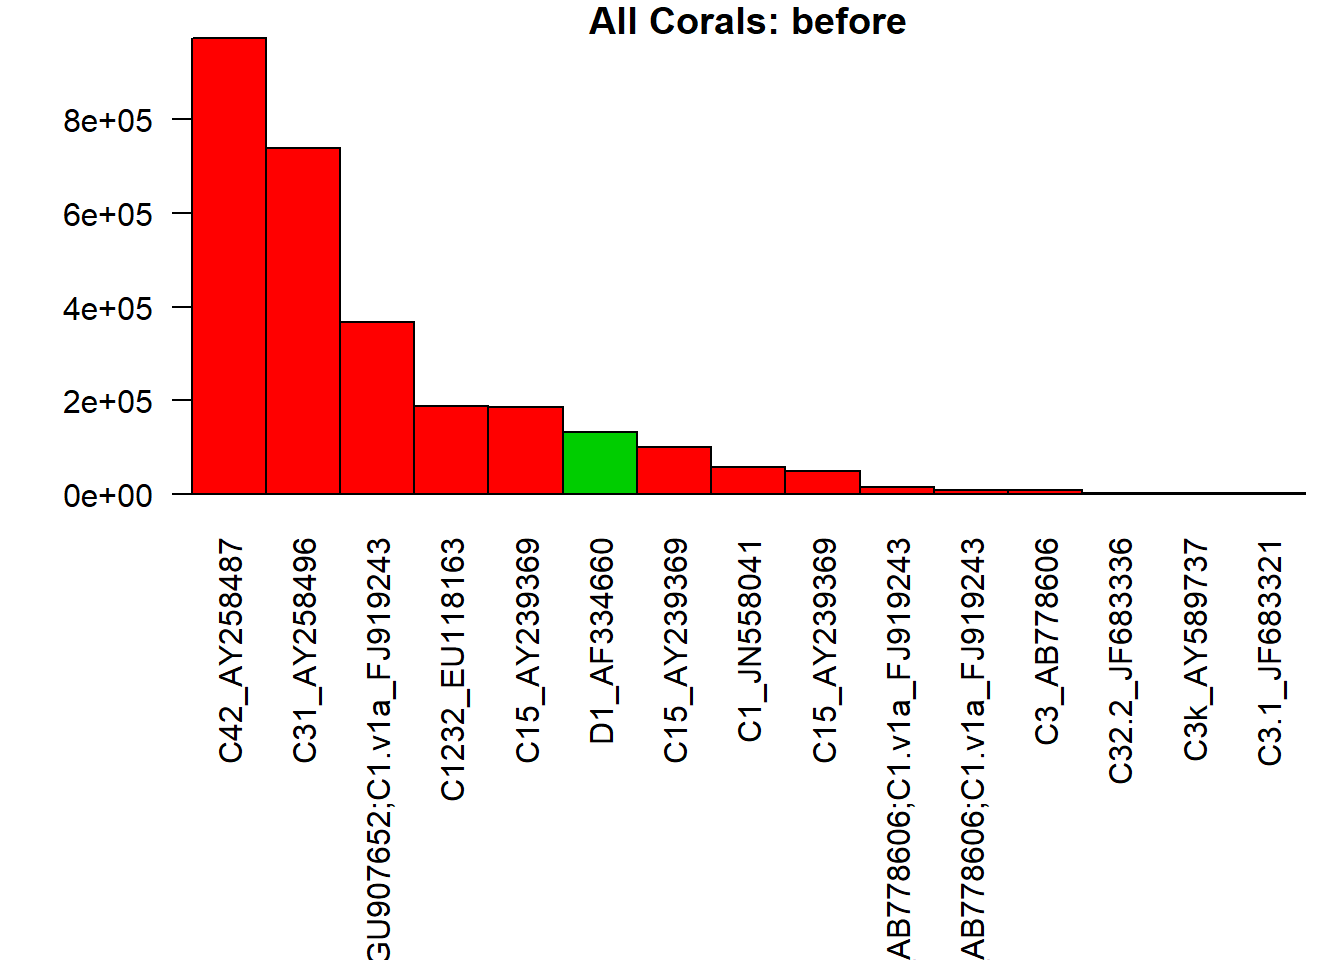 All Corals: before
8e+05
6e+05
4e+05
2e+05
0e+00
C42_AY258487
C31_AY258496
GU907652;C1.v1a_FJ919243
C1232_EU118163
C15_AY239369
D1_AF334660
C15_AY239369
C1_JN558041
C15_AY239369
AB778606;C1.v1a_FJ919243
AB778606;C1.v1a_FJ919243
C3_AB778606
C32.2_JF683336
C3k_AY589737
C3.1_JF683321